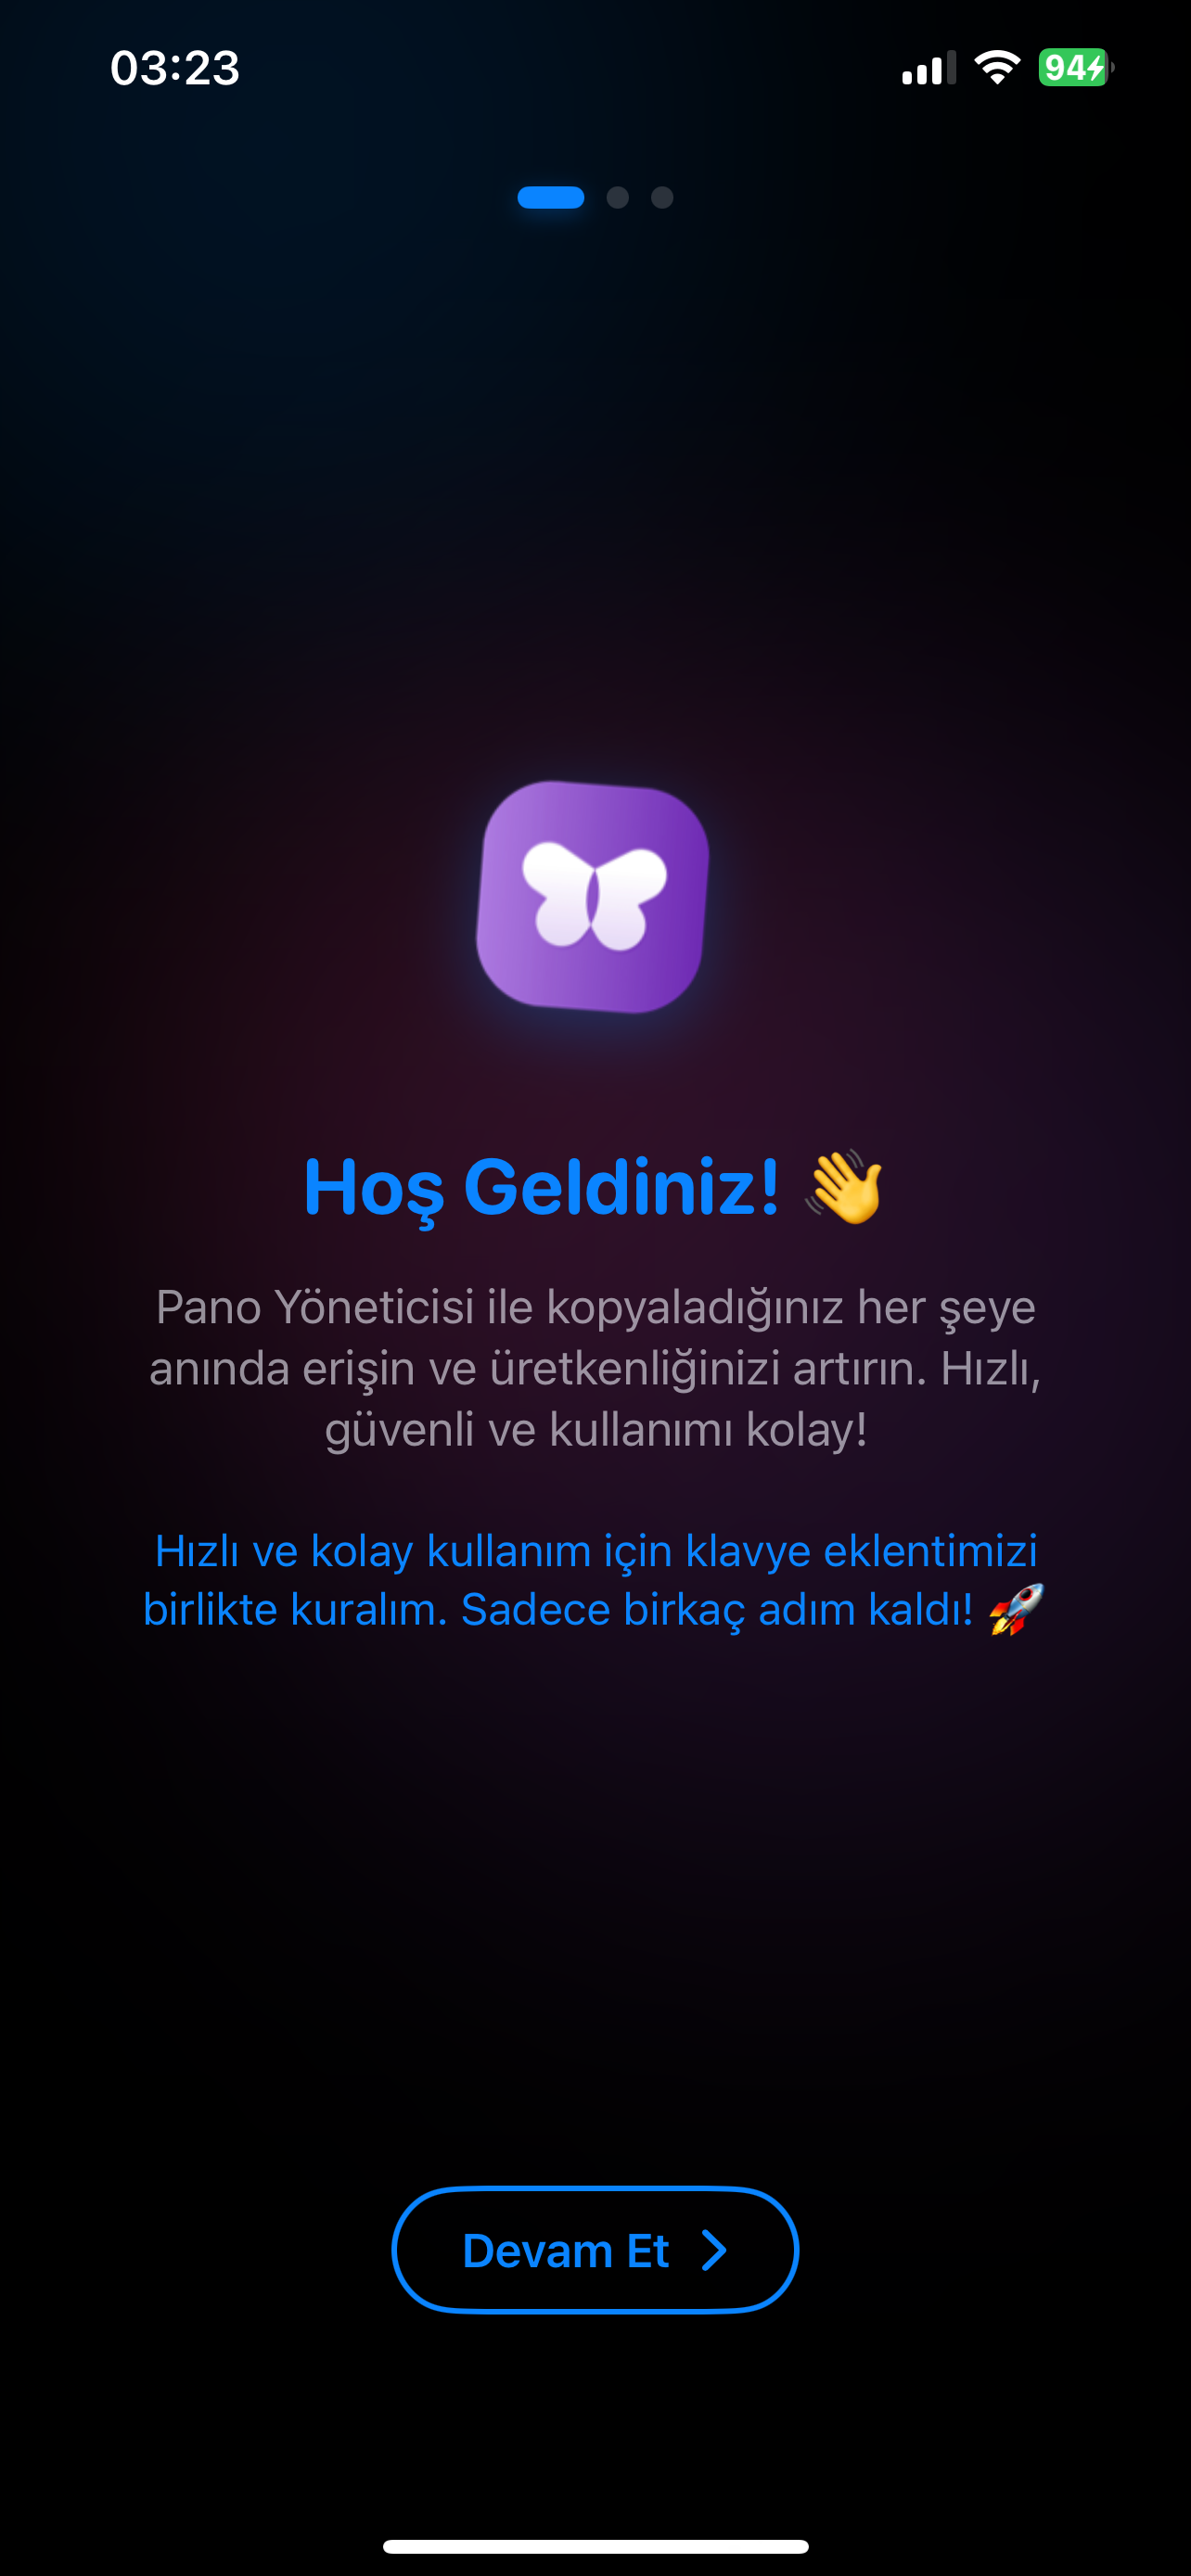 03:23
94
Hoş Geldiniz! 👋
Pano Yöneticisi ile kopyaladığınız her şeye
anında erişin ve üretkenliğinizi artırın. Hızlı,
güvenli ve kullanımı kolay!
Hızlı ve kolay kullanım için klavye eklentimizi
birlikte kuralım. Sadece birkaç adım kaldı! 🚀
Devam Et